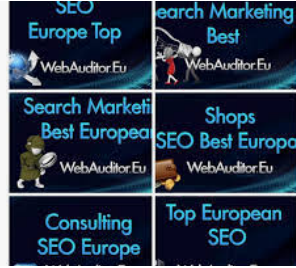 SEO
Europe Top
WebAuditor.Eu
earch Marketing
Best
WebAuditor.Eu
Search Marketi
Best European
WebAuditor.Eu
Shops
SEO Best Europ
WebAuditor.Eu
Consulting
SEO Europe
Top European
SEO